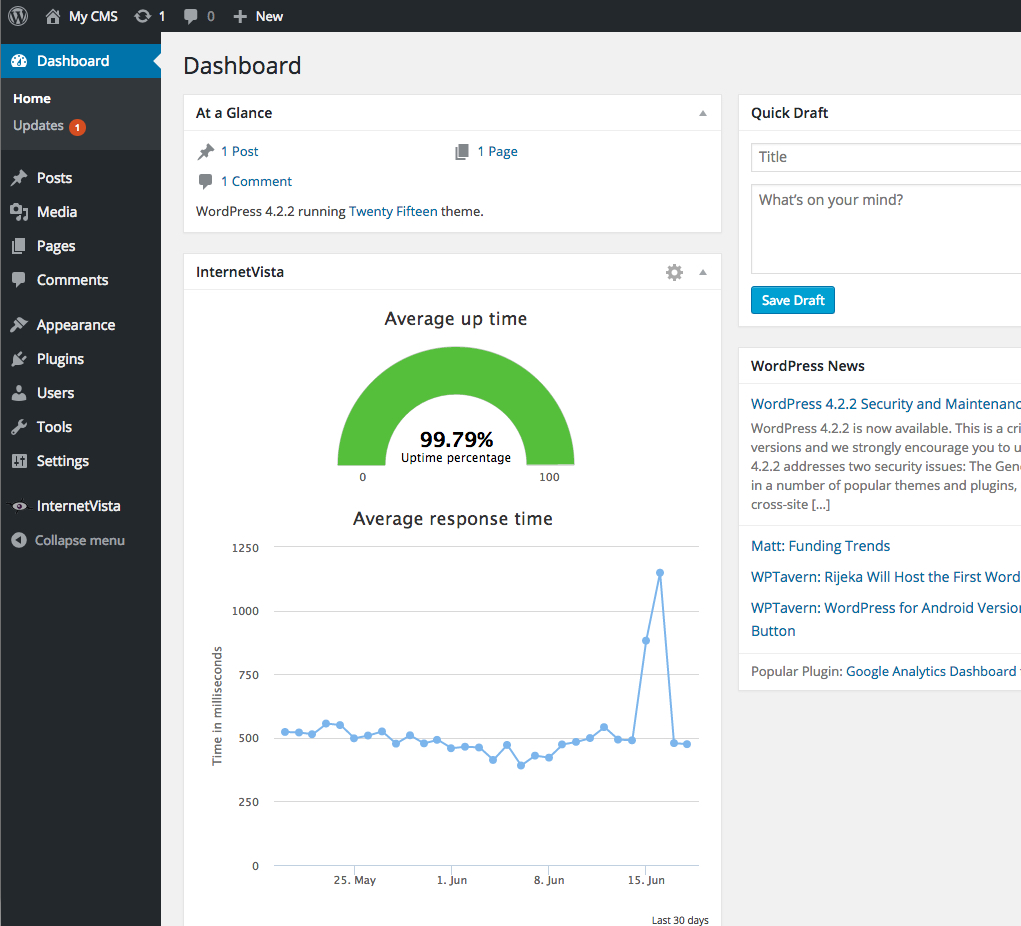 My CMS 1 0 New
Dashboard
Home
Updates 1
Posts
Media
Pages
Comments
Appearance
Plugins
Users
Tools
Settings
InternetVista
Collapse menu
Dashboard
At a Glance
1 Post
1 Page
1 Comment
WordPress 4.2.2 running Twenty Fifteen theme.
InternetVista
Average up time
99.79%
Uptime percentage
0 100
Average response time
Time in milliseconds
1250
1000
750
500
250
0
25. May 1. Jun 8. Jun 15. Jun
Last 30 days
Quick Draft
Title
What's on your mind?
Save Draft
WordPress News
WordPress 4.2.2 Security and
WordPress 4.2.2 is now available. This is a
versions and we strongly encourage you to
4.2.2 addresses two security issues: The
in a number of popular themes and plugins,
cross-site [...]
Matt: Funding Trends
WPTavern: Rijeka Will Host the First
WPTavern: WordPress for Android
Button
Popular Plugin: Google Analytics Dashboard